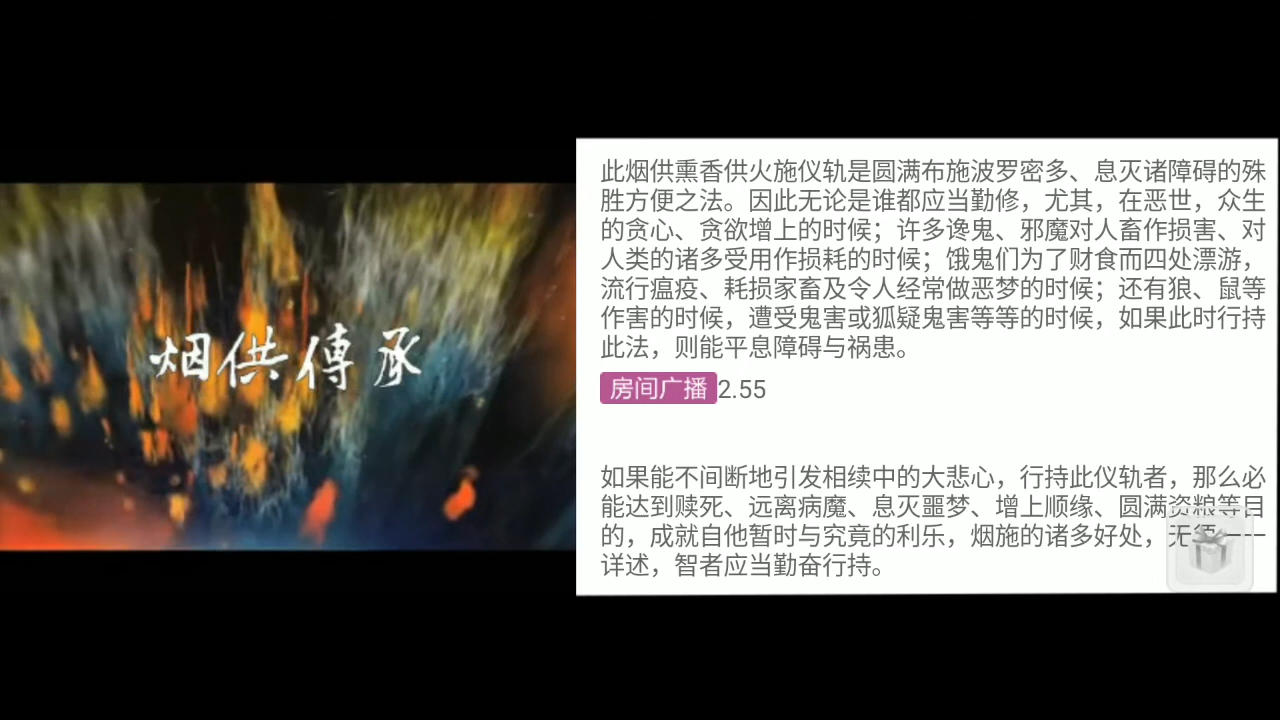 烟供傳承
此烟供熏香供火施仪轨是圆满布施波罗密多、息灭诸障碍的殊
胜方便之法。因此无论是谁都应当勤修，尤其，在恶世，众生
的贪心、贪欲增上的时候；许多谗鬼、邪魔对人畜作损害、对
人类的诸多受用作损耗的时候；饿鬼们为了财食而四处漂游，
流行瘟疫、耗损家畜及令人经常做恶梦的时候；还有狼、鼠等
作害的时候，遭受鬼害或狐疑鬼害等等的时候，如果此时行持
此法，则能平息障碍与祸患。
房间广播2.55
如果能不间断地引发相续中的大悲心，行持此仪轨者，那么必
能达到赎死、远离病魔、息灭噩梦、增上顺缘、圆满资粮等目
的，成就自他暂时与究竟的利乐，烟施的诸多好处，无须一一
详述，智者应当勤奋行持。